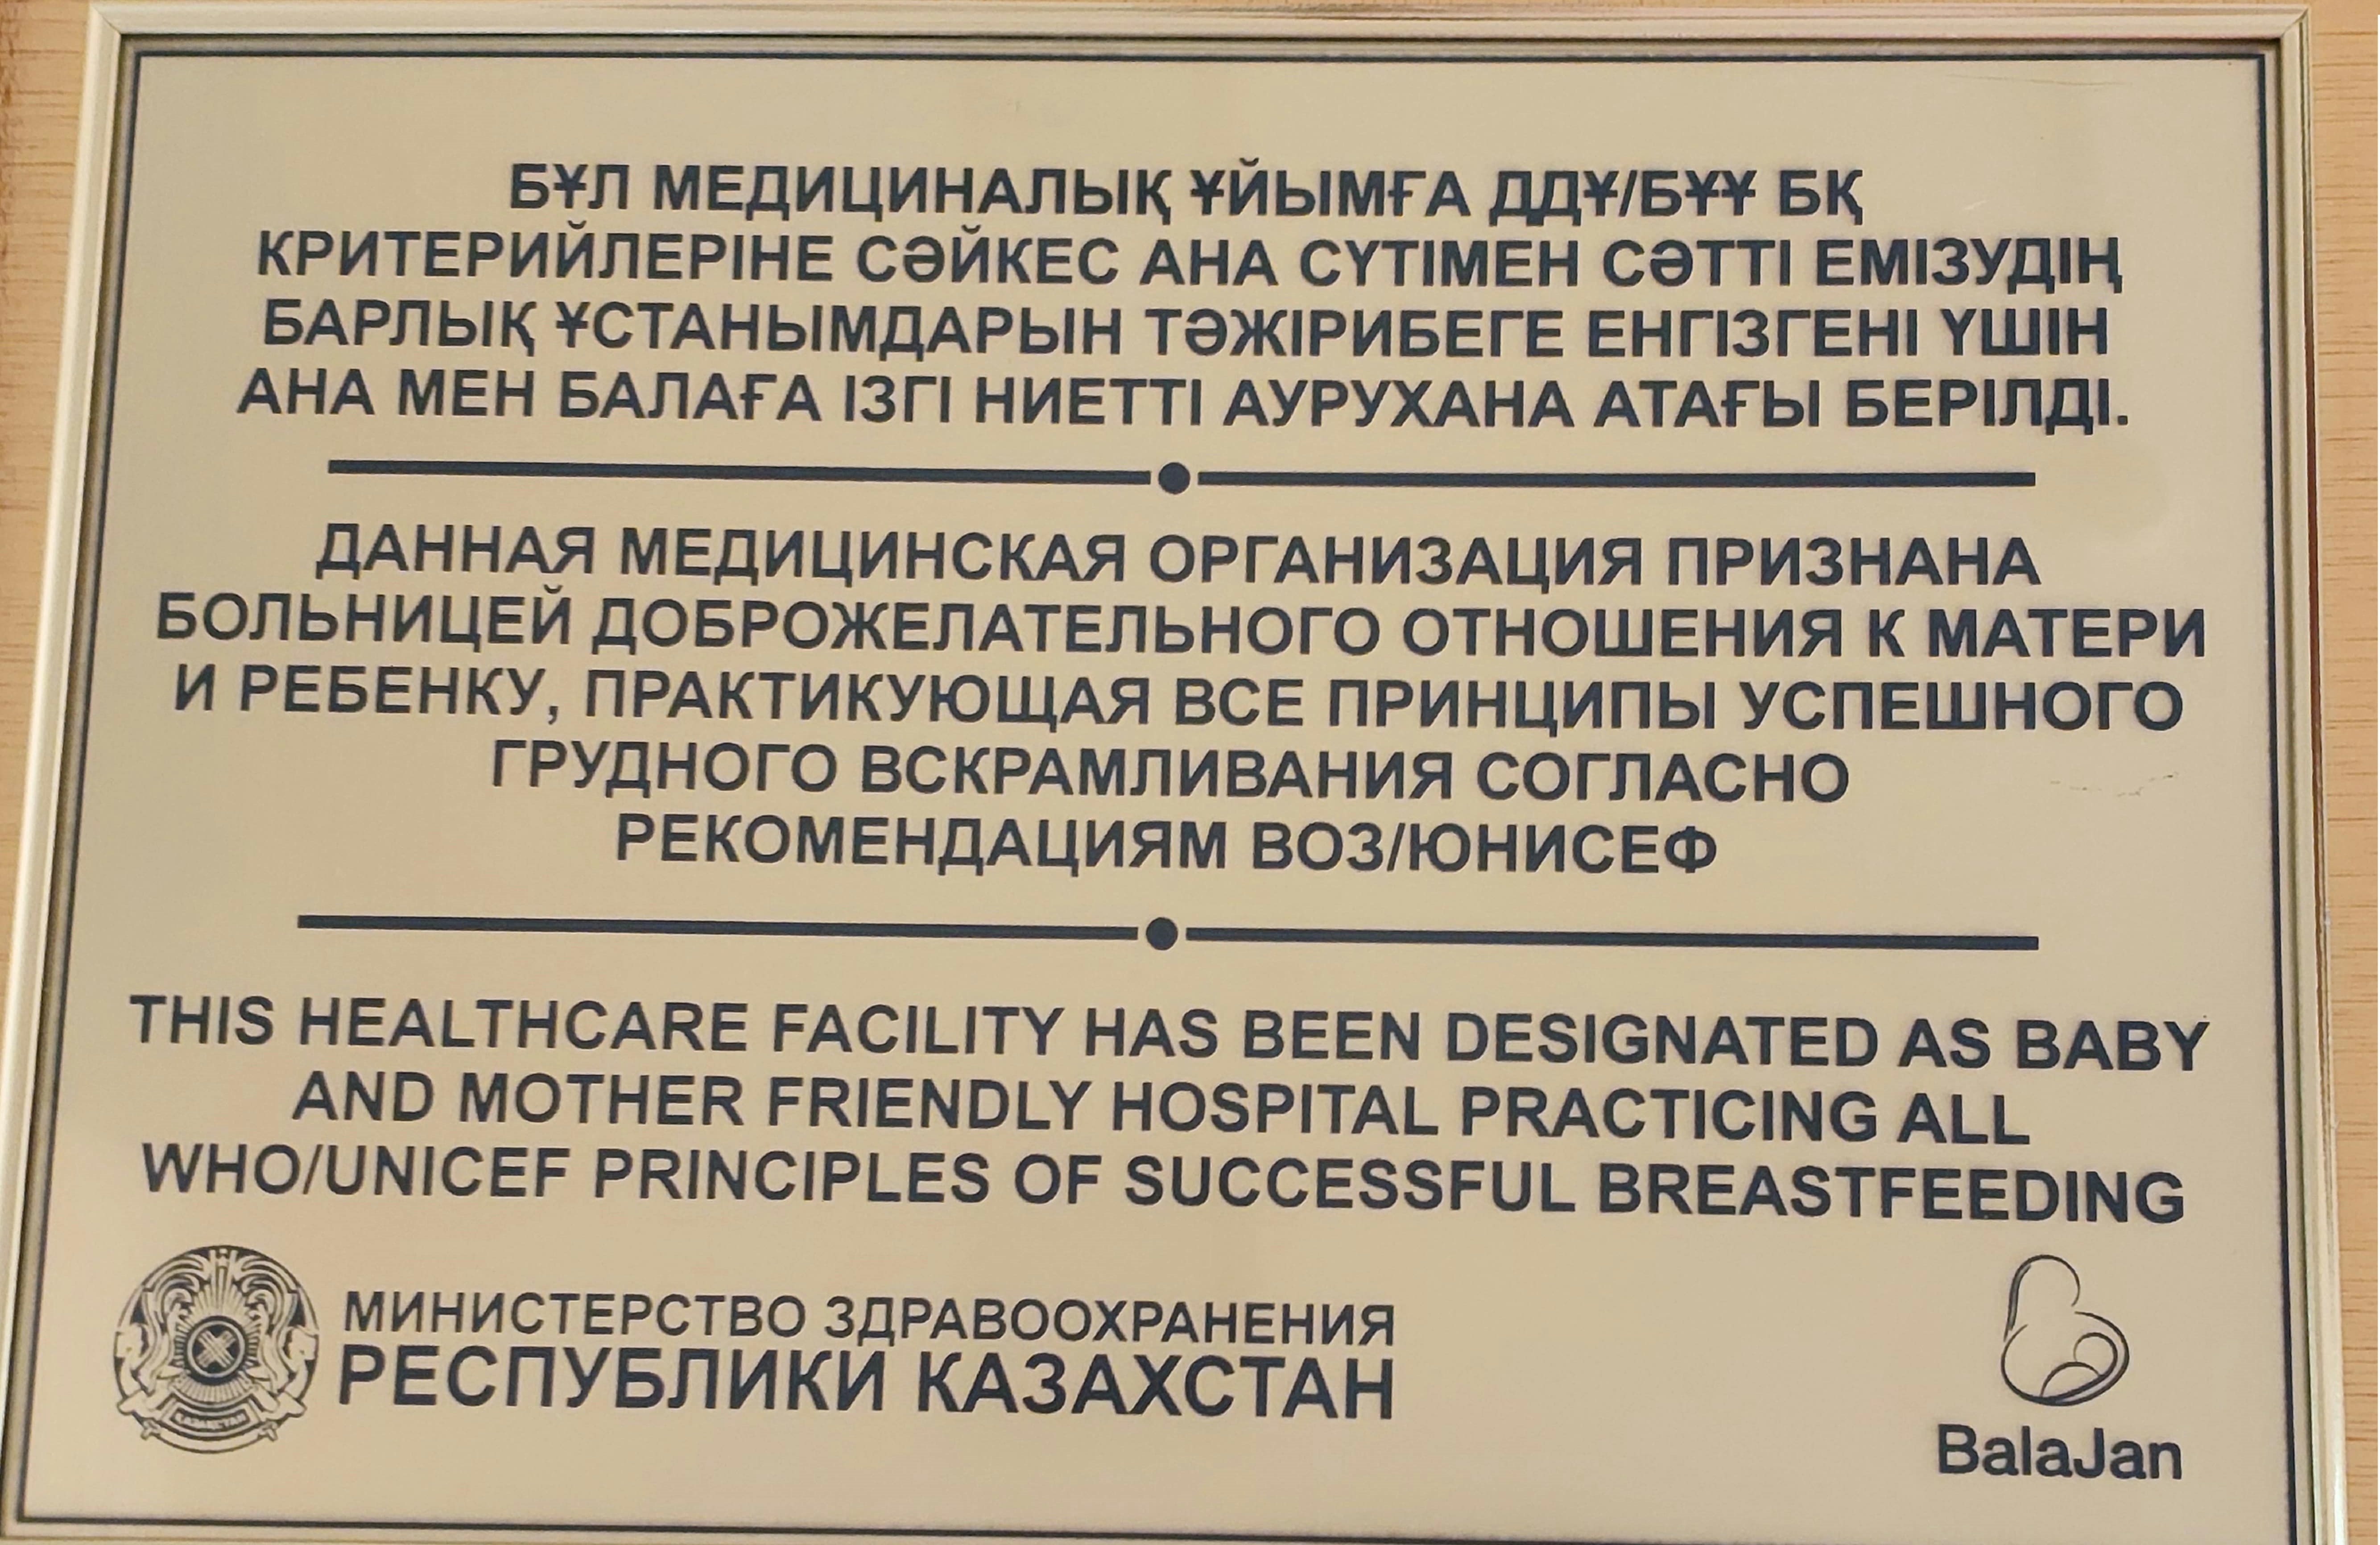 БҰЛ МЕДИЦИНАЛЫҚ ҰЙЫМҒА ДДҰ/БҰҰ БҚ
КРИТЕРИЙЛЕРІНЕ СӘЙКЕС АНА СҮТІМЕН СӘТТІ ЕМІЗУДІҢ
БАРЛЫҚ ҰСТАНЫМДАРЫН ТӘЖІРИБЕГЕ ЕНГІЗГЕНІ ҮШІН
АНА МЕН БАЛАҒА ІЗГІ НИЕТТІ АУРУХАНА АТАҒЫ БЕРІЛДІ.
ДАННАЯ МЕДИЦИНСКАЯ ОРГАНИЗАЦИЯ ПРИЗНАНА
БОЛЬНИЦЕЙ ДОБРОЖЕЛАТЕЛЬНОГО ОТНОШЕНИЯ К МАТЕРИ
И РЕБЕНКУ, ПРАКТИКУЮЩАЯ ВСЕ ПРИНЦИПЫ УСПЕШНОГО
ГРУДНОГО ВСКРАМЛИВАНИЯ СОГЛАСНО
РЕКОМЕНДАЦИЯМ ВОЗ/ЮНИСЕФ
THIS HEALTHCARE FACILITY HAS BEEN DESIGNATED AS BABY
AND MOTHER FRIENDLY HOSPITAL PRACTICING ALL
WHO/UNICEF PRINCIPLES OF SUCCESSFUL BREASTFEEDING
МИНИСТЕРСТВО ЗДРАВООХРАНЕНИЯ
РЕСПУБЛИКИ КАЗАХСТАН
BalaJan